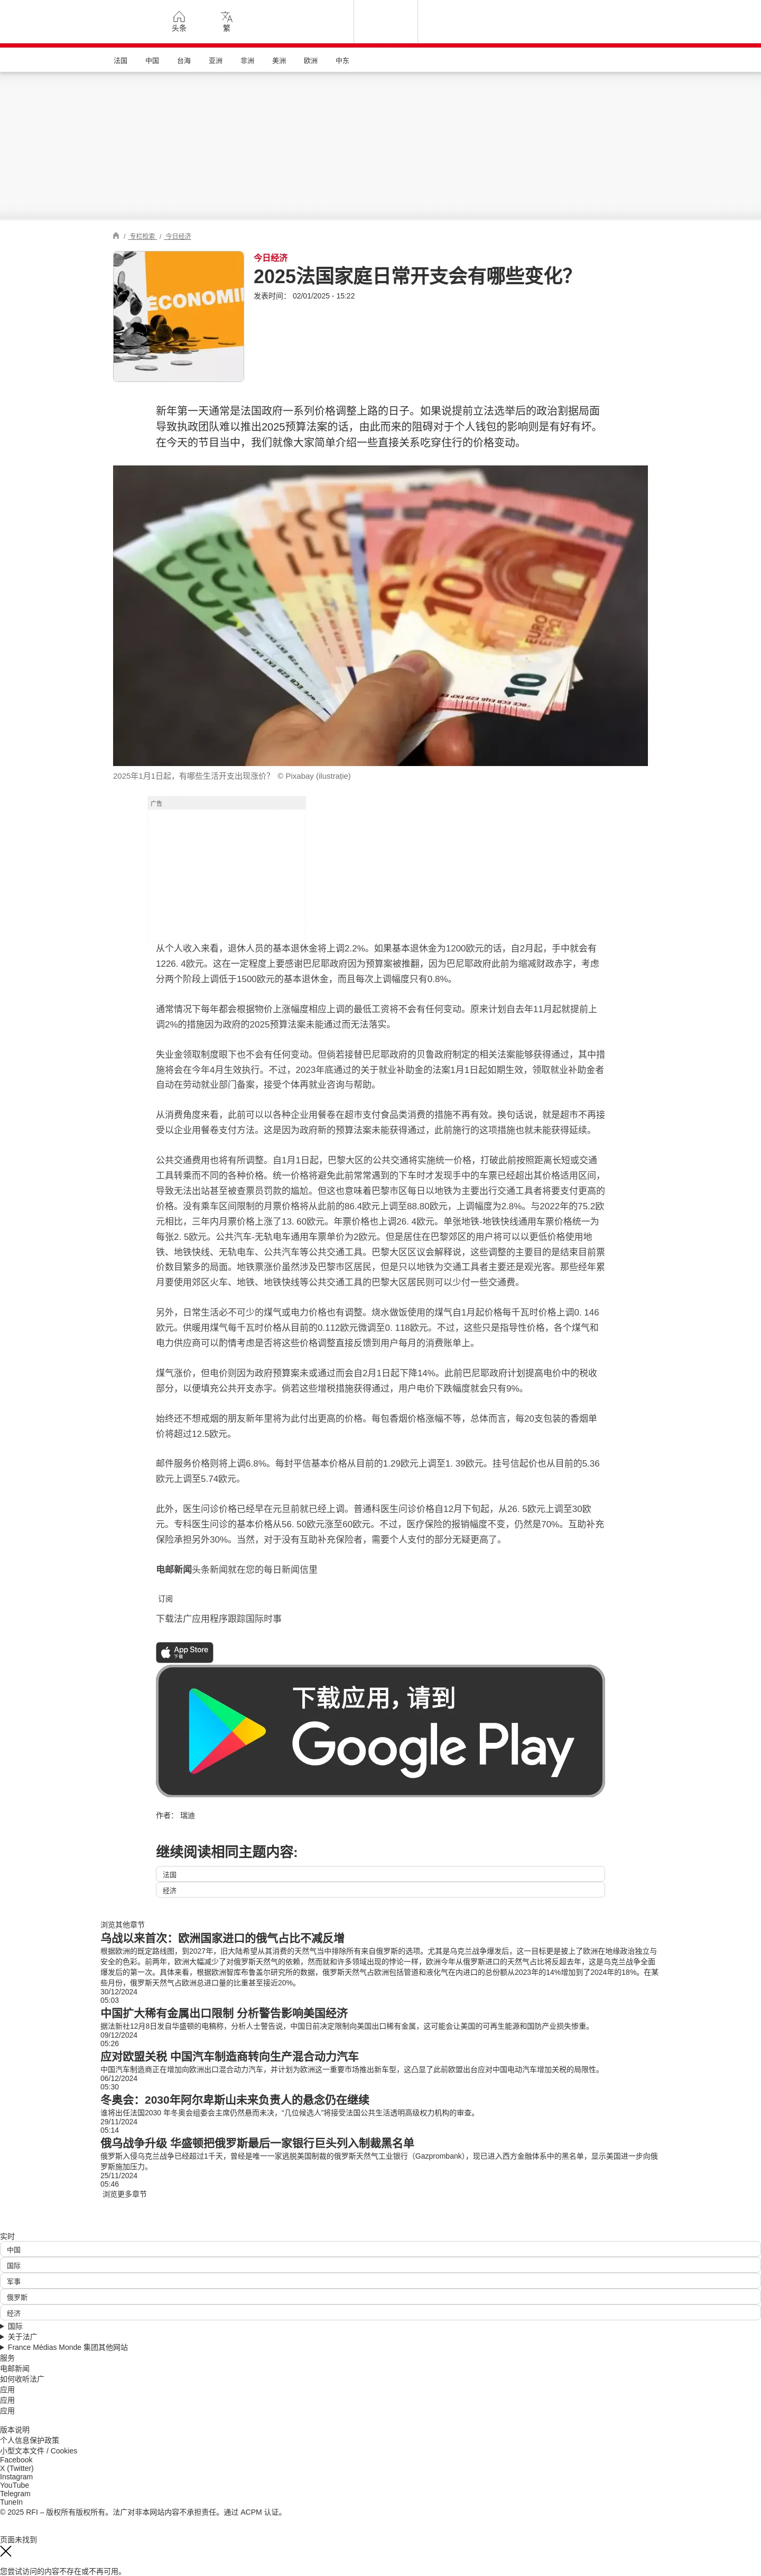 头条
繁
法国 中国 台海 亚洲 非洲 美洲 欧洲 中东
/ 专栏检索 / 今日经济
ECONOMI
今日经济
2025法国家庭日常开支会有哪些变化？
发表时间： 02/01/2025 - 15:22
新年第一天通常是法国政府一系列价格调整上路的日子。如果说提前立法选举后的政治割据局面
导致执政团队难以推出2025预算法案的话，由此而来的阻碍对于个人钱包的影响则是有好有坏。
在今天的节目当中，我们就像大家简单介绍一些直接关系吃穿住行的价格变动。
2025年1月1日起，有哪些生活开支出现涨价？ © Pixabay (ilustrație)
广告
从个人收入来看，退休人员的基本退休金将上调2.2%。如果基本退休金为1200欧元的话，自2月起，手中就会有
1226. 4欧元。这在一定程度上要感谢巴尼耶政府因为预算案被推翻，因为巴尼耶政府此前为缩减财政赤字，考虑
分两个阶段上调低于1500欧元的基本退休金，而且每次上调幅度只有0.8%。
通常情况下每年都会根据物价上涨幅度相应上调的最低工资将不会有任何变动。原来计划自去年11月起就提前上
调2%的措施因为政府的2025预算法案未能通过而无法落实。
失业金领取制度眼下也不会有任何变动。但倘若接替巴尼耶政府的贝鲁政府制定的相关法案能够获得通过，其中措
施将会在今年4月生效执行。不过，2023年底通过的关于就业补助金的法案1月1日起如期生效，领取就业补助金者
自动在劳动就业部门备案，接受个体再就业咨询与帮助。
从消费角度来看，此前可以以各种企业用餐卷在超市支付食品类消费的措施不再有效。换句话说，就是超市不再接
受以企业用餐卷支付方法。这是因为政府新的预算法案未能获得通过，此前施行的这项措施也就未能获得延续。
公共交通费用也将有所调整。自1月1日起，巴黎大区的公共交通将实施统一价格，打破此前按照距离长短或交通
工具转乘而不同的各种价格。统一价格将避免此前常常遇到的下车时才发现手中的车票已经超出其价格适用区间，
导致无法出站甚至被查票员罚款的尴尬。但这也意味着巴黎市区每日以地铁为主要出行交通工具者将要支付更高的
价格。没有乘车区间限制的月票价格将从此前的86.4欧元上调至88.80欧元，上调幅度为2.8%。与2022年的75.2欧
元相比，三年内月票价格上涨了13. 60欧元。年票价格也上调26. 4欧元。单张地铁-地铁快线通用车票价格统一为
每张2. 5欧元。公共汽车-无轨电车通用车票单价为2欧元。但是居住在巴黎郊区的用户将可以以更低价格使用地
铁、地铁快线、无轨电车、公共汽车等公共交通工具。巴黎大区区议会解释说，这些调整的主要目的是结束目前票
价数目繁多的局面。地铁票涨价虽然涉及巴黎市区居民，但是只以地铁为交通工具者主要还是观光客。那些经年累
月要使用郊区火车、地铁、地铁快线等公共交通工具的巴黎大区居民则可以少付一些交通费。
另外，日常生活必不可少的煤气或电力价格也有调整。烧水做饭使用的煤气自1月起价格每千瓦时价格上调0. 146
欧元。供暖用煤气每千瓦时价格从目前的0.112欧元微调至0. 118欧元。不过，这些只是指导性价格，各个煤气和
电力供应商可以酌情考虑是否将这些价格调整直接反馈到用户每月的消费账单上。
煤气涨价，但电价则因为政府预算案未或通过而会自2月1日起下降14%。此前巴尼耶政府计划提高电价中的税收
部分，以便填充公共开支赤字。倘若这些增税措施获得通过，用户电价下跌幅度就会只有9%。
始终还不想戒烟的朋友新年里将为此付出更高的价格。每包香烟价格涨幅不等，总体而言，每20支包装的香烟单
价将超过12.5欧元。
邮件服务价格则将上调6.8%。每封平信基本价格从目前的1.29欧元上调至1. 39欧元。挂号信起价也从目前的5.36
欧元上调至5.74欧元。
此外，医生问诊价格已经早在元旦前就已经上调。普通科医生问诊价格自12月下旬起，从26. 5欧元上调至30欧
元。专科医生问诊的基本价格从56. 50欧元涨至60欧元。不过，医疗保险的报销幅度不变，仍然是70%。互助补充
保险承担另外30%。当然，对于没有互助补充保险者，需要个人支付的部分无疑更高了。
电邮新闻头条新闻就在您的每日新闻信里
订阅
下载法广应用程序跟踪国际时事
App Store
下载
下载应用，请到
Google Play
作者： 瑞迪
继续阅读相同主题内容:
法国
经济
浏览其他章节
乌战以来首次：欧洲国家进口的俄气占比不减反增
根据欧洲的既定路线图，到2027年，旧大陆希望从其消费的天然气当中排除所有来自俄罗斯的选项。尤其是乌克兰战争爆发后，这一目标更是披上了欧洲在地缘政治独立与
安全的色彩。前两年，欧洲大幅减少了对俄罗斯天然气的依赖，然而就和许多领域出现的悖论一样，欧洲今年从俄罗斯进口的天然气占比将反超去年，这是乌克兰战争全面
爆发后的第一次。具体来看，根据欧洲智库布鲁盖尔研究所的数据，俄罗斯天然气占欧洲包括管道和液化气在内进口的总份额从2023年的14%增加到了2024年的18%。在某
些月份，俄罗斯天然气占欧洲总进口量的比重甚至接近20%。
30/12/2024
05:03
中国扩大稀有金属出口限制 分析警告影响美国经济
据法新社12月8日发自华盛顿的电稿称，分析人士警告说，中国日前决定限制向美国出口稀有金属，这可能会让美国的可再生能源和国防产业损失惨重。
09/12/2024
05:26
应对欧盟关税 中国汽车制造商转向生产混合动力汽车
中国汽车制造商正在增加向欧洲出口混合动力汽车，并计划为欧洲这一重要市场推出新车型，这凸显了此前欧盟出台应对中国电动汽车增加关税的局限性。
06/12/2024
05:30
冬奥会：2030年阿尔卑斯山未来负责人的悬念仍在继续
谁将出任法国2030 年冬奥会组委会主席仍然悬而未决，“几位候选人”将接受法国公共生活透明高级权力机构的审查。
29/11/2024
05:14
俄乌战争升级 华盛顿把俄罗斯最后一家银行巨头列入制裁黑名单
俄罗斯入侵乌克兰战争已经超过1千天，曾经是唯一一家逃脱美国制裁的俄罗斯天然气工业银行（Gazprombank），现已进入西方金融体系中的黑名单，显示美国进一步向俄
罗斯施加压力。
25/11/2024
05:46
浏览更多章节
实时
中国
国际
军事
俄罗斯
经济
国际
关于法广
France Médias Monde 集团其他网站
服务
电邮新闻
如何收听法广
应用
应用
应用
版本说明
个人信息保护政策
小型文本文件 / Cookies
Facebook
X (Twitter)
Instagram
YouTube
Telegram
TuneIn
© 2025 RFI – 版权所有版权所有。法广对非本网站内容不承担责任。通过 ACPM 认证。
页面未找到
您尝试访问的内容不存在或不再可用。